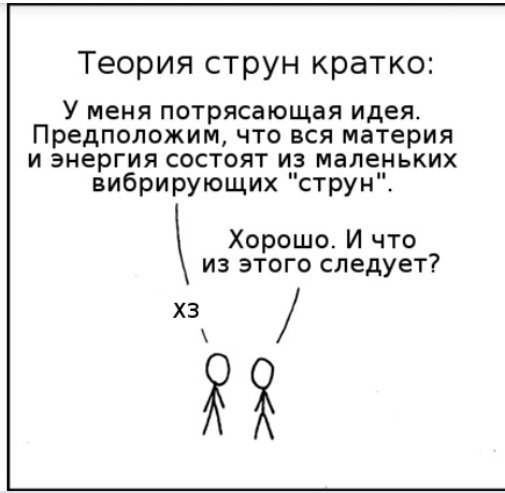 Теория струн кратко:
У меня потрясающая идея.
Предположим, что вся материя
и энергия состоят из маленьких
вибрирующих "струн".
Хорошо. И что
из этого следует?
хз